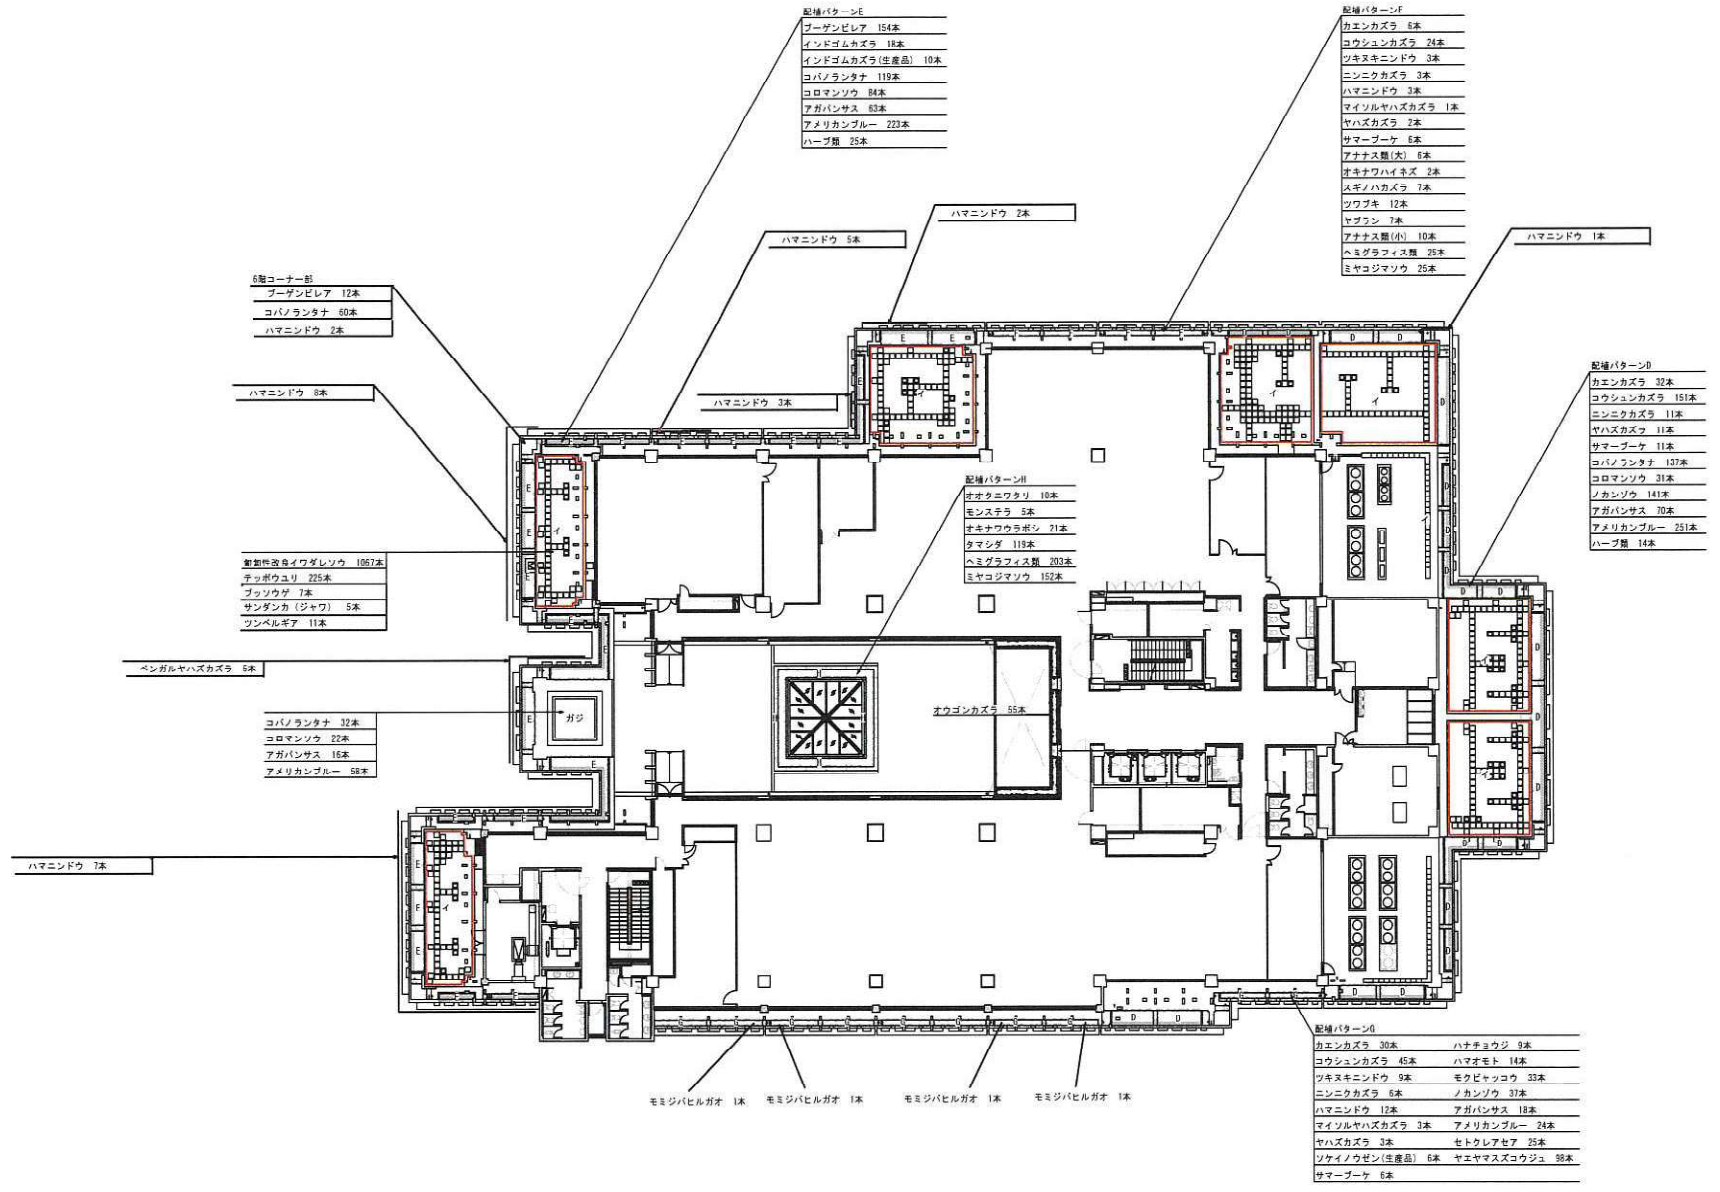 配植パターンE
ブーゲンビレア 154本
インドゴムカズラ 18本
インドゴムカズラ(生産品) 10本
コバノランタナ 119本
コロマンソウ 84本
アガパンサス 63本
アメリカンブルー 223本
ハーブ類 25本
配植パターンF
カエンカズラ 6本
コウシュンカズラ 24本
ツキヌキニンドウ 3本
ニンニクカズラ 3本
ハマニンドウ 3本
マイソルヤハズカズラ 1本
ヤハズカズラ 2本
サマーブーケ 6本
アナナス類(大) 6本
オキナワハイネズ 2本
スギノハカズラ 7本
ツワブキ 12本
ヤブラン 7本
アナナス類(小) 10本
ヘミグラフィス類 25本
ミヤコジマソウ 25本
ハマニンドウ 2本
ハマニンドウ 5本
ハマニンドウ 1本
6階コーナー部
ブーゲンビレア 12本
コバノランタナ 60本
ハマニンドウ 2本
ハマニンドウ 8本
ハマニンドウ 3本
配植パターンD
カエンカズラ 32本
コウシュンカズラ 151本
ニンニクカズラ 11本
ヤハズカズラ 11本
サマーブーケ 11本
コバノランタナ 137本
コロマンソウ 31本
ノカンゾウ 141本
アガパンサス 70本
アメリカンブルー 251本
ハーブ類 14本
配植パターンH
オオタニワタリ 10本
モンステラ 5本
オキナワウラボシ 21本
タマシダ 119本
ヘミグラフィス類 203本
ミヤコジマソウ 152本
匍匐性改良イワダレソウ 1067本
テッポウユリ 225本
ブッソウゲ 7本
サンダンカ (ジャワ) 5本
ツンベルギア 11本
ベンガルヤハズカズラ 5本
コバノランタナ 32本
コロマンソウ 22本
アガパンサス 16本
アメリカンブルー 58本
ガジ
オウゴンカズラ 55本
ハマニンドウ 7本
モミジバヒルガオ 1本
モミジバヒルガオ 1本
モミジバヒルガオ 1本
モミジバヒルガオ 1本
配植パターンG
カエンカズラ 30本 ハナチョウジ 9本
コウシュンカズラ 45本 ハマオモト 14本
ツキヌキニンドウ 9本 モクビャッコウ 33本
ニンニクカズラ 6本 ノカンゾウ 37本
ハマニンドウ 12本 アガパンサス 18本
マイソルヤハズカズラ 3本 アメリカンブルー 24本
ヤハズカズラ 3本 セトクレアセア 25本
ソケイノウゼン(生産品) 6本 ヤエヤマスズコウジュ 98本
サマーブーケ 6本